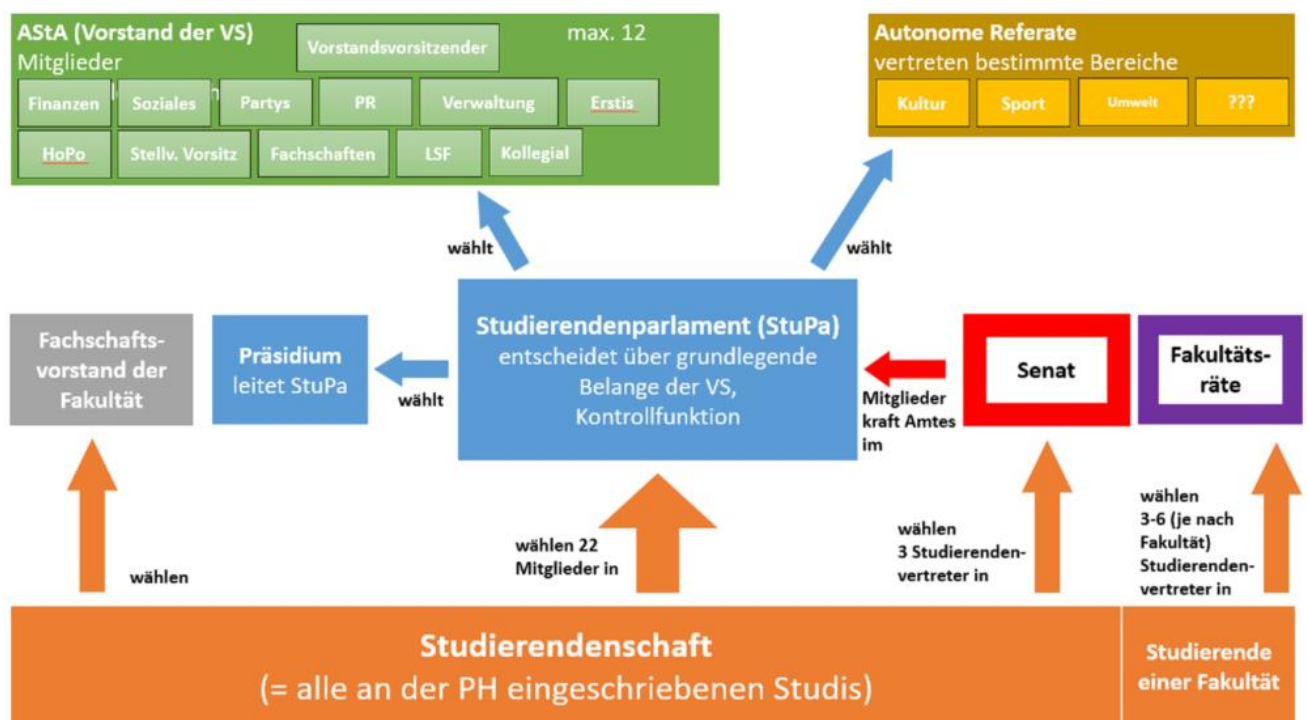 AStA (Vorstand der VS)
max. 12
Mitglieder
Vorstandsvorsitzender
Finanzen
Soziales
Partys
PR
Verwaltung
Erstis
HoPo
Stellv. Vorsitz
Fachschaften
LSF
Kollegial
Autonome Referate
vertreten bestimmte Bereiche
Kultur
Sport
Umwelt
???
wählt
wählt
Fachschafts-
vorstand der
Fakultät
Präsidium
leitet StuPa
wählt
Studierendenparlament (StuPa)
entscheidet über grundlegende
Belange der VS,
Kontrollfunktion
Mitglieder
kraft Amtes
im
Senat
Fakultäts-
räte
wählen
wählen 22
Mitglieder in
wählen
3 Studierenden-
vertreter in
wählen
3-6 (je nach
Fakultät)
Studierenden-
vertreter in
Studierendenschaft
(= alle an der PH eingeschriebenen Studis)
Studierende
einer Fakultät